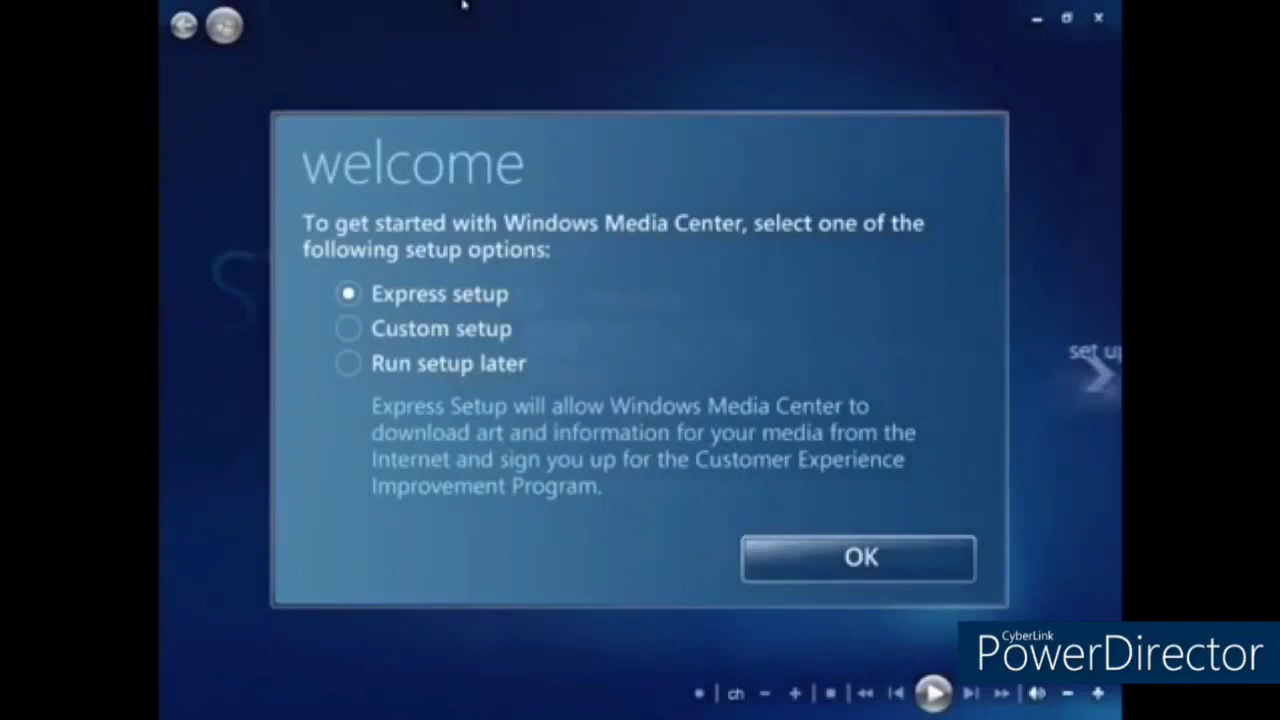 welcome
To get started with Windows Media Center, select one of the
following setup options:
Express setup
Custom setup
Run setup later
set up
Express Setup will allow Windows Media Center to
download art and information for your media from the
Internet and sign you up for the Customer Experience
Improvement Program.
OK
CyberLink
PowerDirector
ch